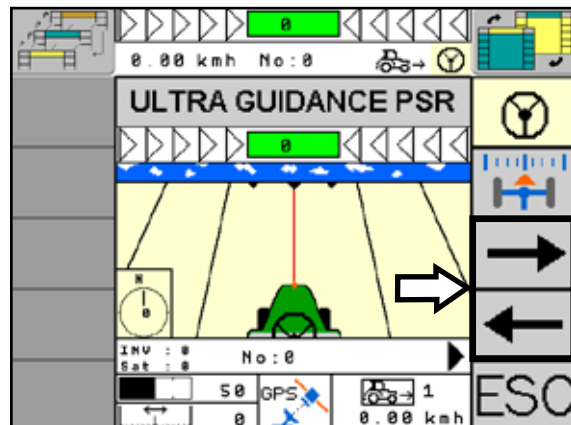 0
0.00 kmh No:0
ULTRA GUIDANCE PSR
0
N
0
INV : 0
Sat : 0
No:0
50
GPS
1
0
0.00 kmh
ESC